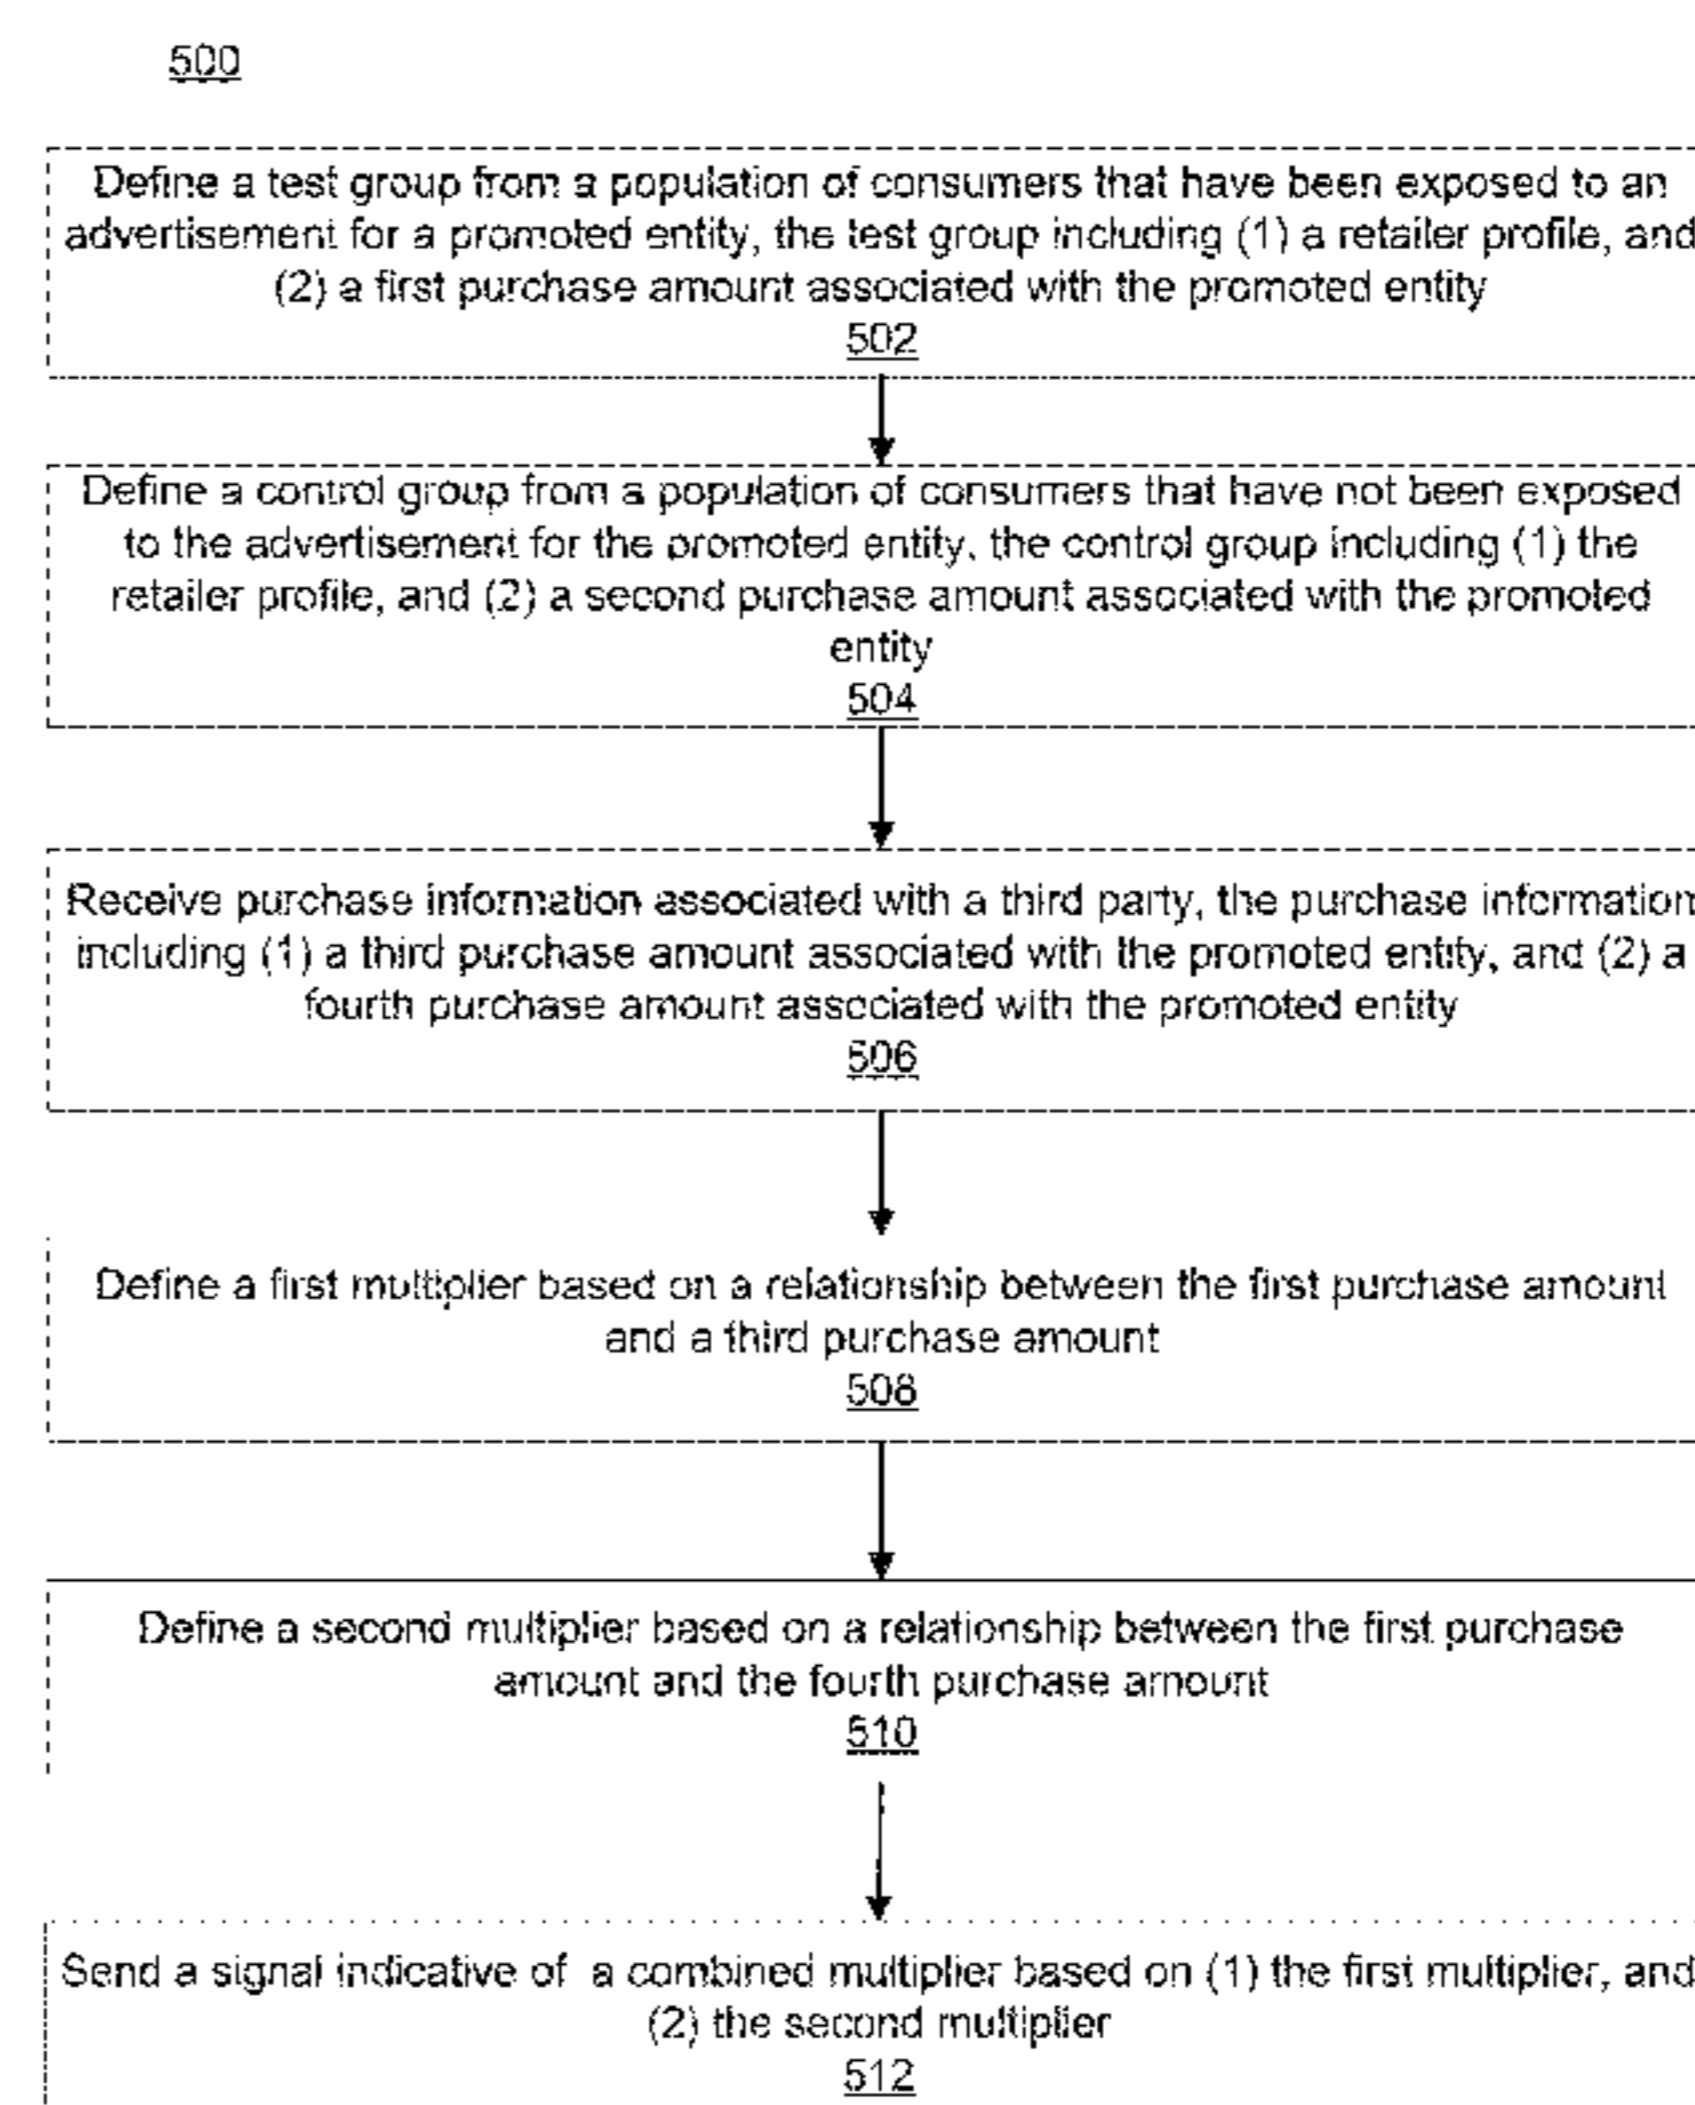 500
Define a test group from a population of consumers that have been exposed to an
advertisement for a promoted entity, the test group including (1) a retailer profile, and
(2) a first purchase amount associated with the promoted entity
502
Define a control group from a population of consumers that have not been exposed
to the advertisement for the promoted entity, the control group including (1) the
retailer profile, and (2) a second purchase amount associated with the promoted
entity
504
Receive purchase information associated with a third party, the purchase information
including (1) a third purchase amount associated with the promoted entity, and (2) a
fourth purchase amount associated with the promoted entity
506
Define a first multiplier based on a relationship between the first purchase amount
and a third purchase amount
508
Define a second multiplier based on a relationship between the first purchase
amount and the fourth purchase amount
510
Send a signal indicative of a combined multiplier based on (1) the first multiplier, and
(2) the second multiplier
512